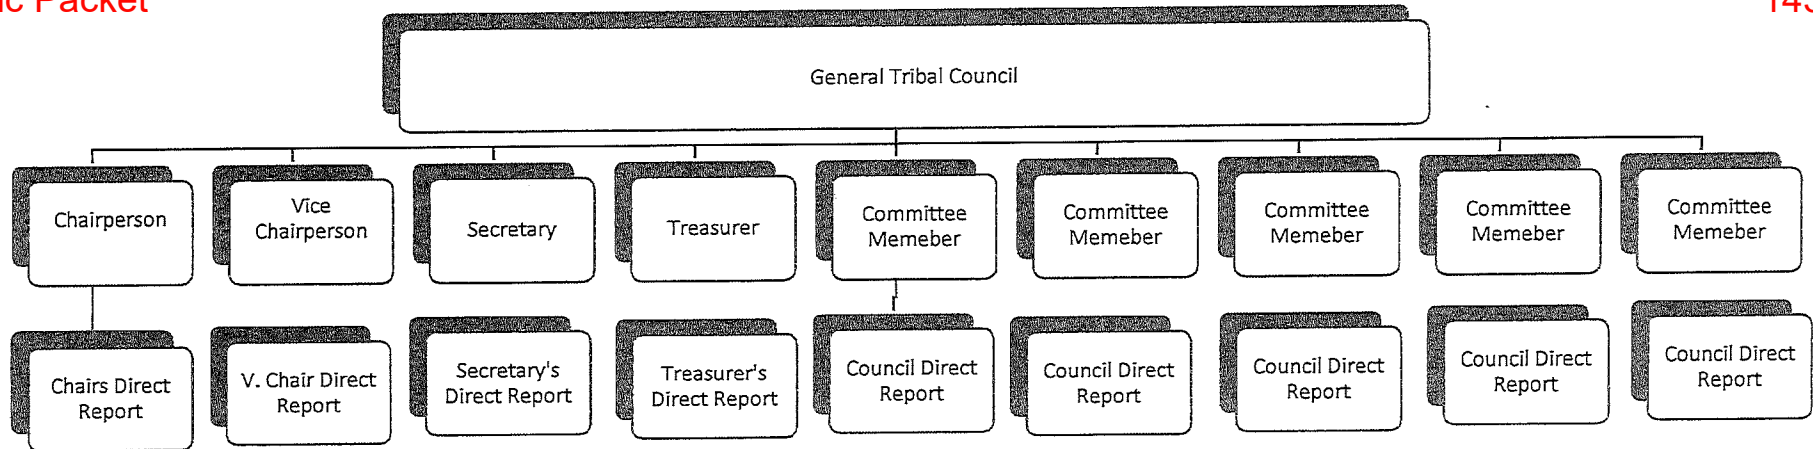 Packet
General Tribal Council
Chairperson
Vice
Chairperson
Secretary
Treasurer
Committee
Memeber
Committee
Memeber
Committee
Memeber
Committee
Memeber
Committee
Memeber
Chairs Direct
Report
V. Chair Direct
Report
Secretary's
Direct Report
Treasurer's
Direct Report
Council Direct
Report
Council Direct
Report
Council Direct
Report
Council Direct
Report
Council Direct
Report